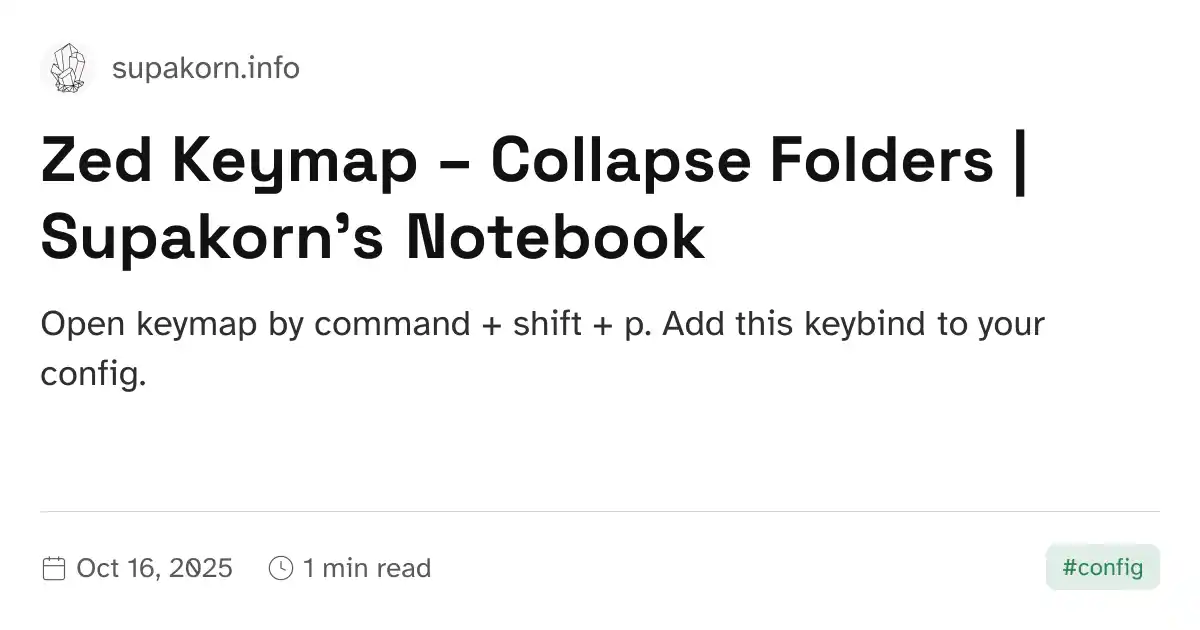 supakorn.info
Zed Keymap – Collapse Folders |
Supakorn’s Notebook
Open keymap by command + shift + p. Add this keybind to your
config.
Oct 16, 2025
1 min read
#config